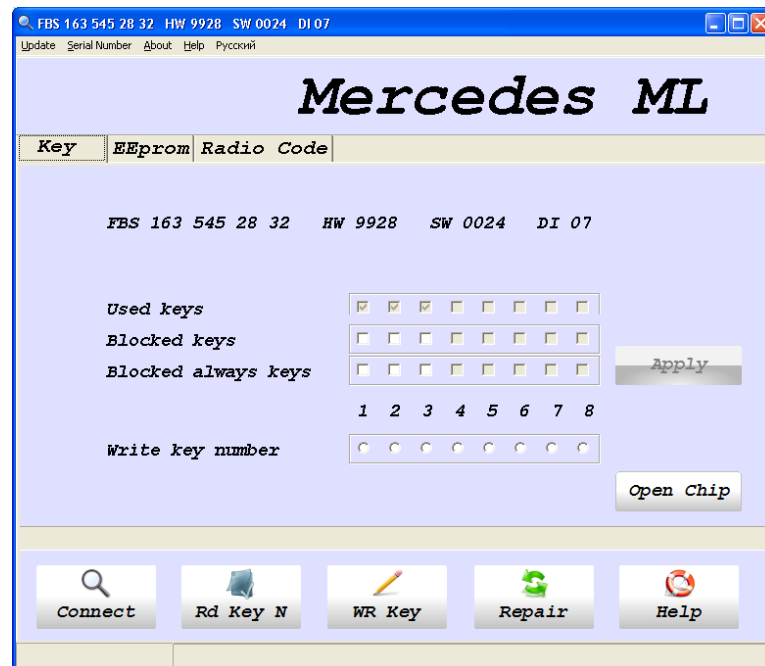 FBS 163 545 28 32 HW 9928 SW 0024 DI 07
Update Serial Number About Help Русский
Mercedes ML
Key EEprom Radio Code
FBS 163 545 28 32 HW 9928 SW 0024 DI 07
Used keys
Blocked keys
Blocked always keys
Apply
1 2 3 4 5 6 7 8
Write key number
Open Chip
Connect Rd Key N WR Key Repair Help